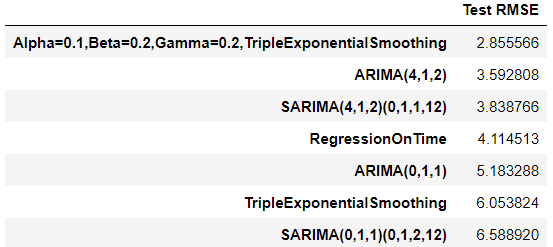 Test RMSE
Alpha=0.1,Beta=0.2,Gamma=0.2,TripleExponentialSmoothing 2.855566
ARIMA(4,1,2) 3.592808
SARIMA(4,1,2)(0,1,1,12) 3.838766
RegressionOnTime 4.114513
ARIMA(0,1,1) 5.183288
TripleExponentialSmoothing 6.053824
SARIMA(0,1,1)(0,1,2,12) 6.588920